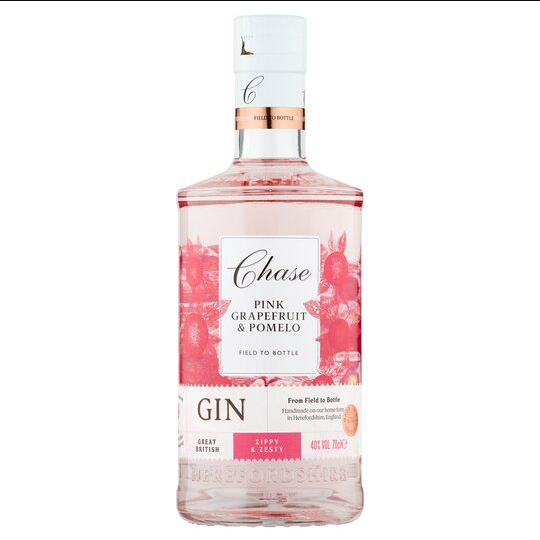 Chase
FIELD TO BOTTLE
Chase
PINK
GRAPEFRUIT
& POMELO
FIELD TO BOTTLE
GIN
From Field to Bottle
Handmade on our home farm
in Herefordshire, England
GREAT
BRITISH
ZIPPY
& ZESTY
40% VOL. 70cl℮
HEREFORDSHIRE